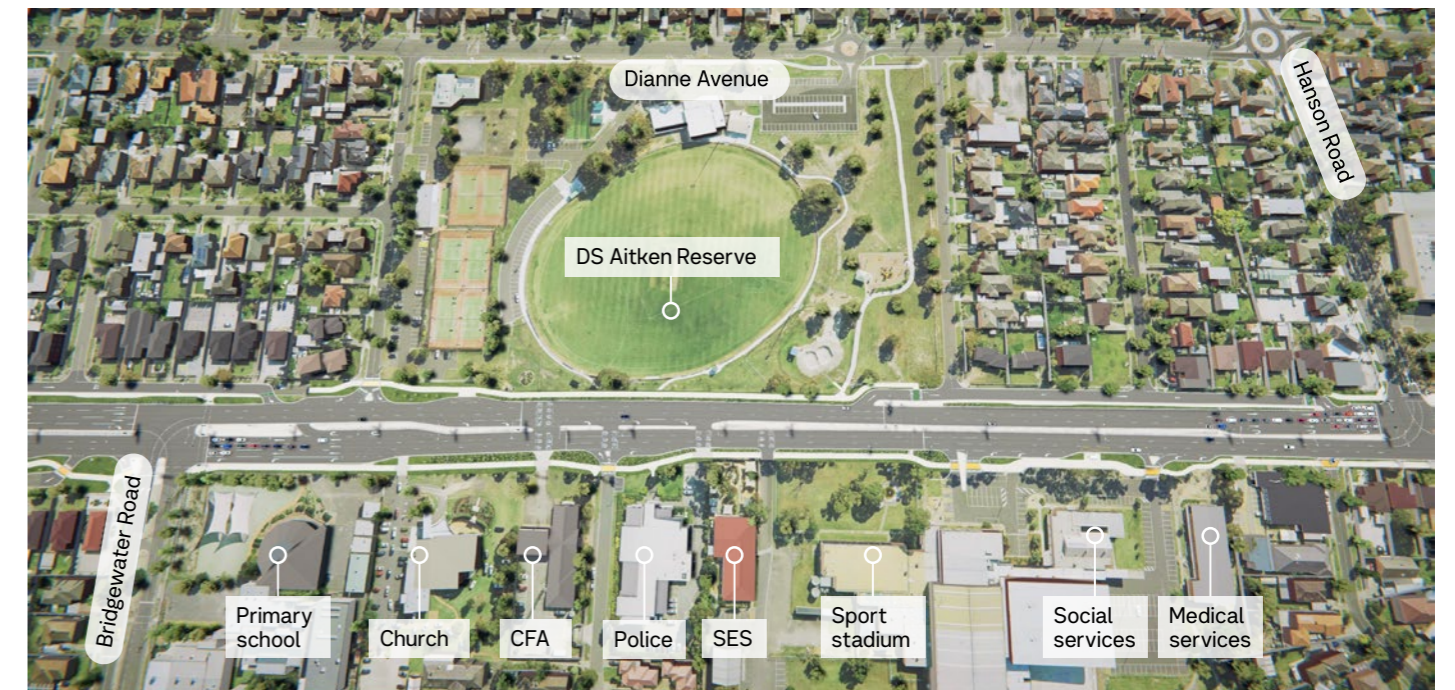 Dianne Avenue
Hanson Road
DS Aitken Reserve
Bridgewater Road
Primary
school
Church
CFA
Police
SES
Sport
stadium
Social
services
Medical
services